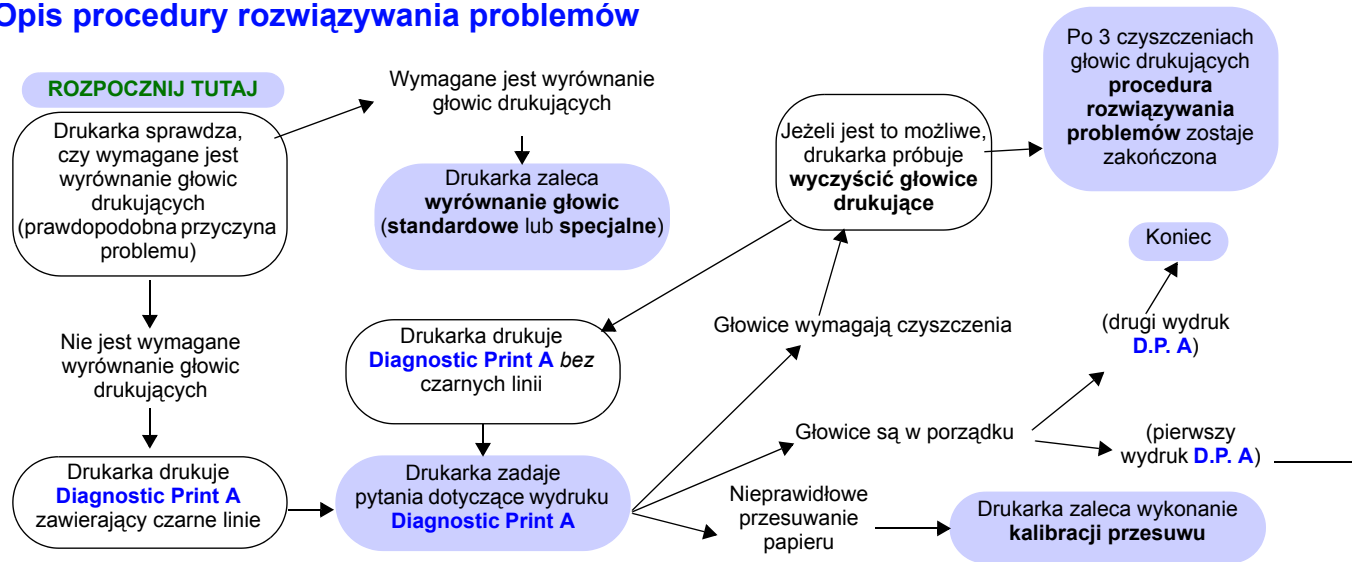 Opis procedury rozwiązywania problemów
ROZPOCZNIJ TUTAJ
Drukarka sprawdza,
czy wymagane jest
wyrównanie głowic
drukujących
(prawdopodobna przyczyna
problemu)
Wymagane jest wyrównanie
głowic drukujących
Drukarka zaleca
wyrównanie głowic
(standardowe lub specjalne)
Nie jest wymagane
wyrównanie głowic
drukujących
Drukarka drukuje
Diagnostic Print A
zawierający czarne linie
Drukarka drukuje
Diagnostic Print A bez
czarnych linii
Drukarka zadaje
pytania dotyczące wydruku
Diagnostic Print A
Jeżeli jest to możliwe,
drukarka próbuje
wyczyścić głowice
drukujące
Po 3 czyszczeniach
głowic drukujących
procedura
rozwiązywania
problemów zostaje
zakończona
Głowice wymagają czyszczenia
Głowice są w porządku
Nieprawidłowe
przesuwanie
papieru
Koniec
(drugi wydruk
D.P. A)
(pierwszy
wydruk D.P. A)
Drukarka zaleca wykonanie
kalibracji przesuwu